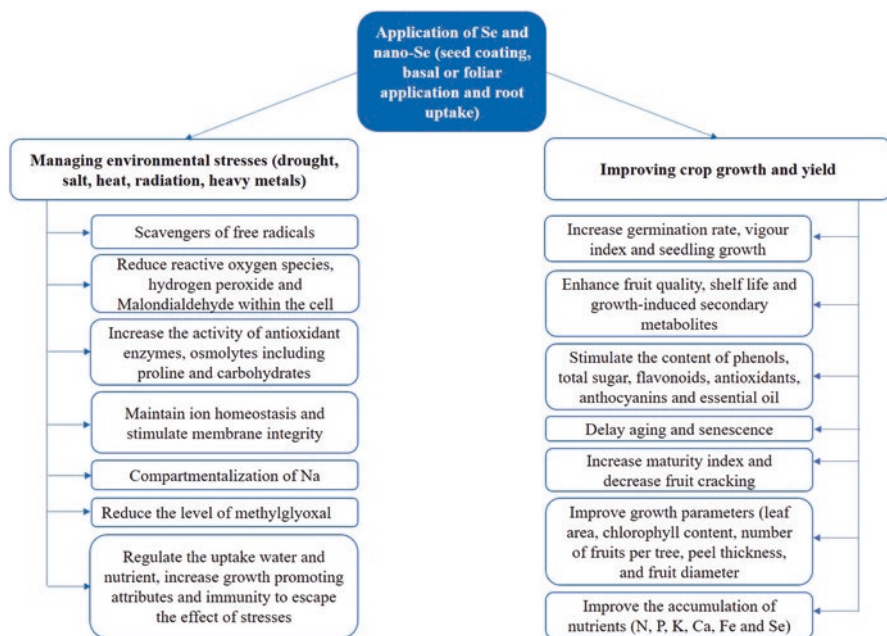 Application of Se and
nano-Se (seed coating,
basal or foliar
application and root
uptake)
Managing environmental stresses (drought,
salt, heat, radiation, heavy metals)
Scavengers of free radicals
Reduce reactive oxygen species,
hydrogen peroxide and
Malondialdehyde within the cell
Increase the activity of antioxidant
enzymes, osmolytes including
proline and carbohydrates
Maintain ion homeostasis and
stimulate membrane integrity
Compartmentalization of Na
Reduce the level of methylglyoxal
Regulate the uptake water and
nutrient, increase growth promoting
attributes and immunity to escape
the effect of stresses
Improving crop growth and yield
Increase germination rate, vigour
index and seedling growth
Enhance fruit quality, shelf life and
growth-induced secondary
metabolites
Stimulate the content of phenols,
total sugar, flavonoids, antioxidants,
anthocyanins and essential oil
Delay aging and senescence
Increase maturity index and
decrease fruit cracking
Improve growth parameters (leaf
area, chlorophyll content, number
of fruits per tree, peel thickness,
and fruit diameter
Improve the accumulation of
nutrients (N, P, K, Ca, Fe and Se)